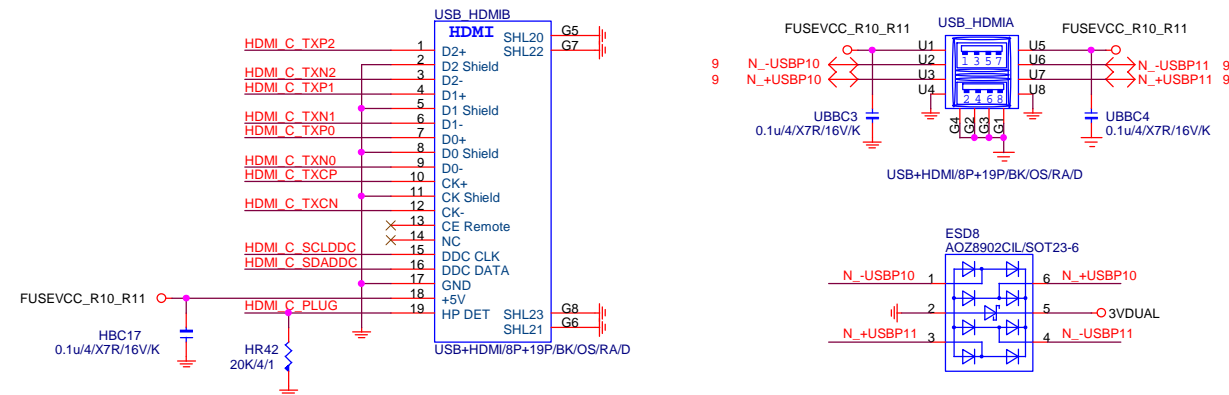 USB_HDMIB
HDMI
HDMI_C_TXP2 1 D2+ SHL20 G5
2 D2 Shield SHL22 G7
HDMI_C_TXN2 3 D2-
HDMI_C_TXP1 4 D1+
5 D1 Shield
HDMI_C_TXN1 6 D1-
HDMI_C_TXP0 7 D0+
8 D0 Shield
HDMI_C_TXN0 9 D0-
HDMI_C_TXCP 10 CK+
11 CK Shield
HDMI_C_TXCN 12 CK-
13 CE Remote
14 NC
HDMI_C_SCLDDC 15 DDC CLK
HDMI_C_SDADDC 16 DDC DATA
17 GND
FUSEVCC_R10_R11 18 +5V
HDMI_C_PLUG 19 HP DET SHL23 G8
SHL21 G6
HBC17
0.1u/4/X7R/16V/K
HR42
20K/4/1
USB+HDMI/8P+19P/BK/OS/RA/D
USB_HDMIA
FUSEVCC_R10_R11 U1 U5 FUSEVCC_R10_R11
9 N_-USBP10 U2 U6 N_-USBP11 9
9 N_+USBP10 U3 U7 N_+USBP11 9
U4 U8
1 3 5 7
2 4 6 8
G4 G2 G3 G1
UBBC3
0.1u/4/X7R/16V/K
UBBC4
0.1u/4/X7R/16V/K
USB+HDMI/8P+19P/BK/OS/RA/D
ESD8
AOZ8902CIL/SOT23-6
N_-USBP10 1 6 N_+USBP10
2 5 3VDUAL
N_+USBP11 3 4 N_-USBP11